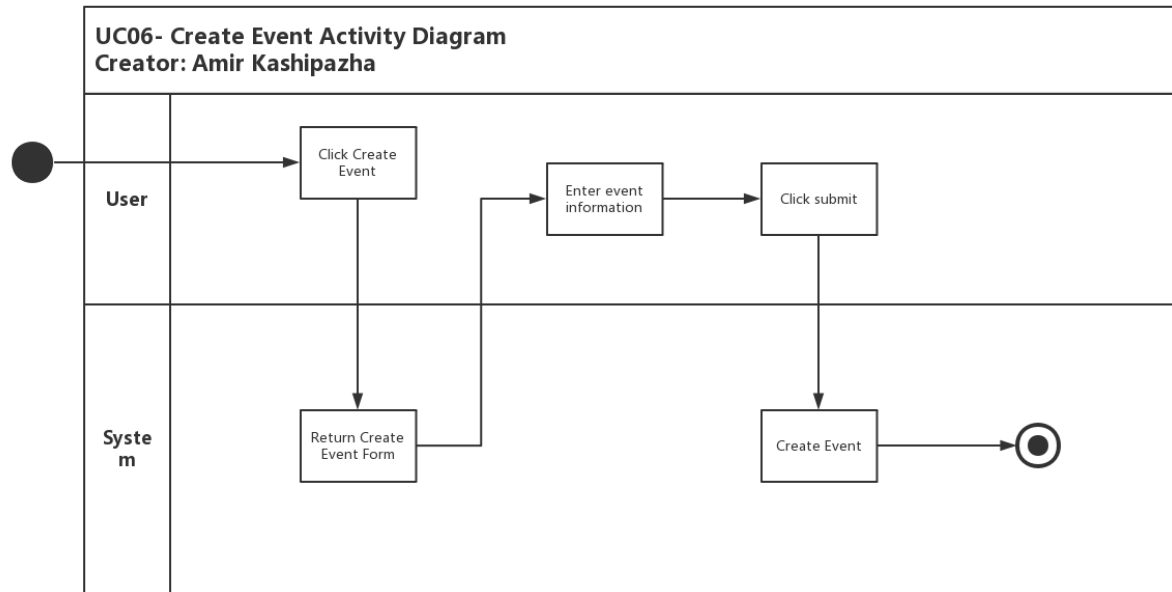 UC06- Create Event Activity Diagram
Creator: Amir Kashipazha
User
Click Create
Event
Enter event
information
Click submit
Syste
m
Return Create
Event Form
Create Event